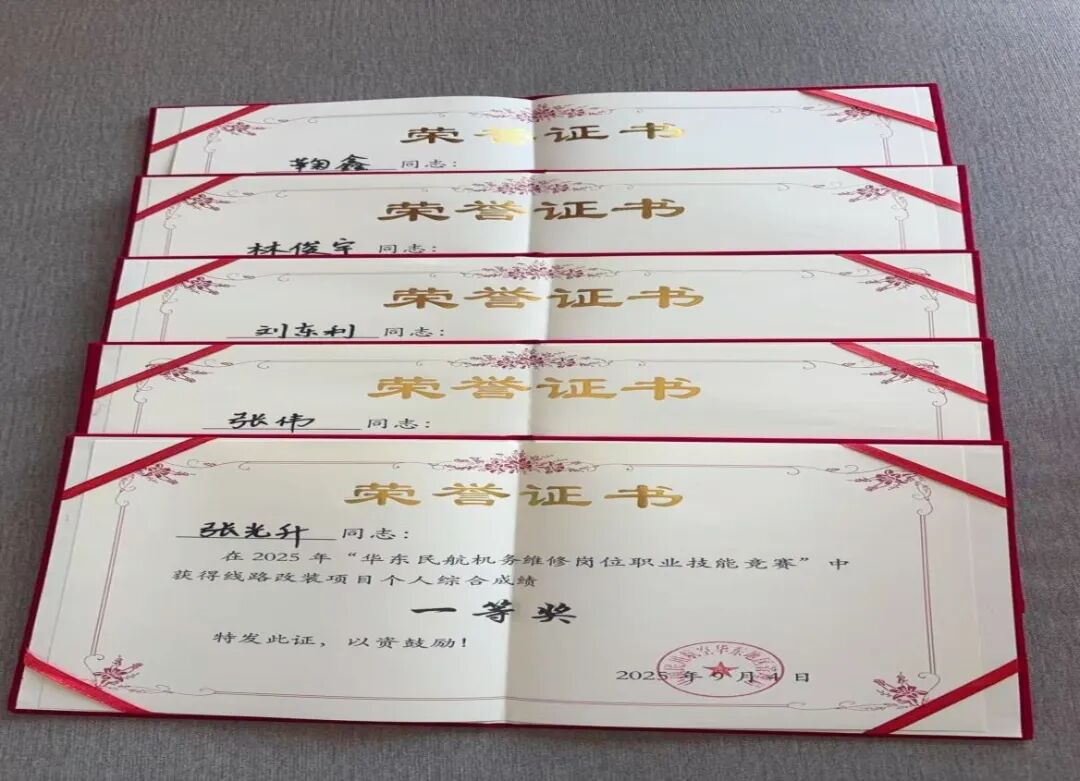 荣誉证书
鞠鑫 同志：
荣誉证书
林俊宇 同志：
荣誉证书
刘东利 同志：
荣誉证书
张伟 同志：
荣誉证书
张光升 同志：
在2025年“华东民航机务维修岗位职业技能竞赛”中
获得线路改装项目个人综合成绩
一等奖
特发此证，以资鼓励！
2025年9月4日